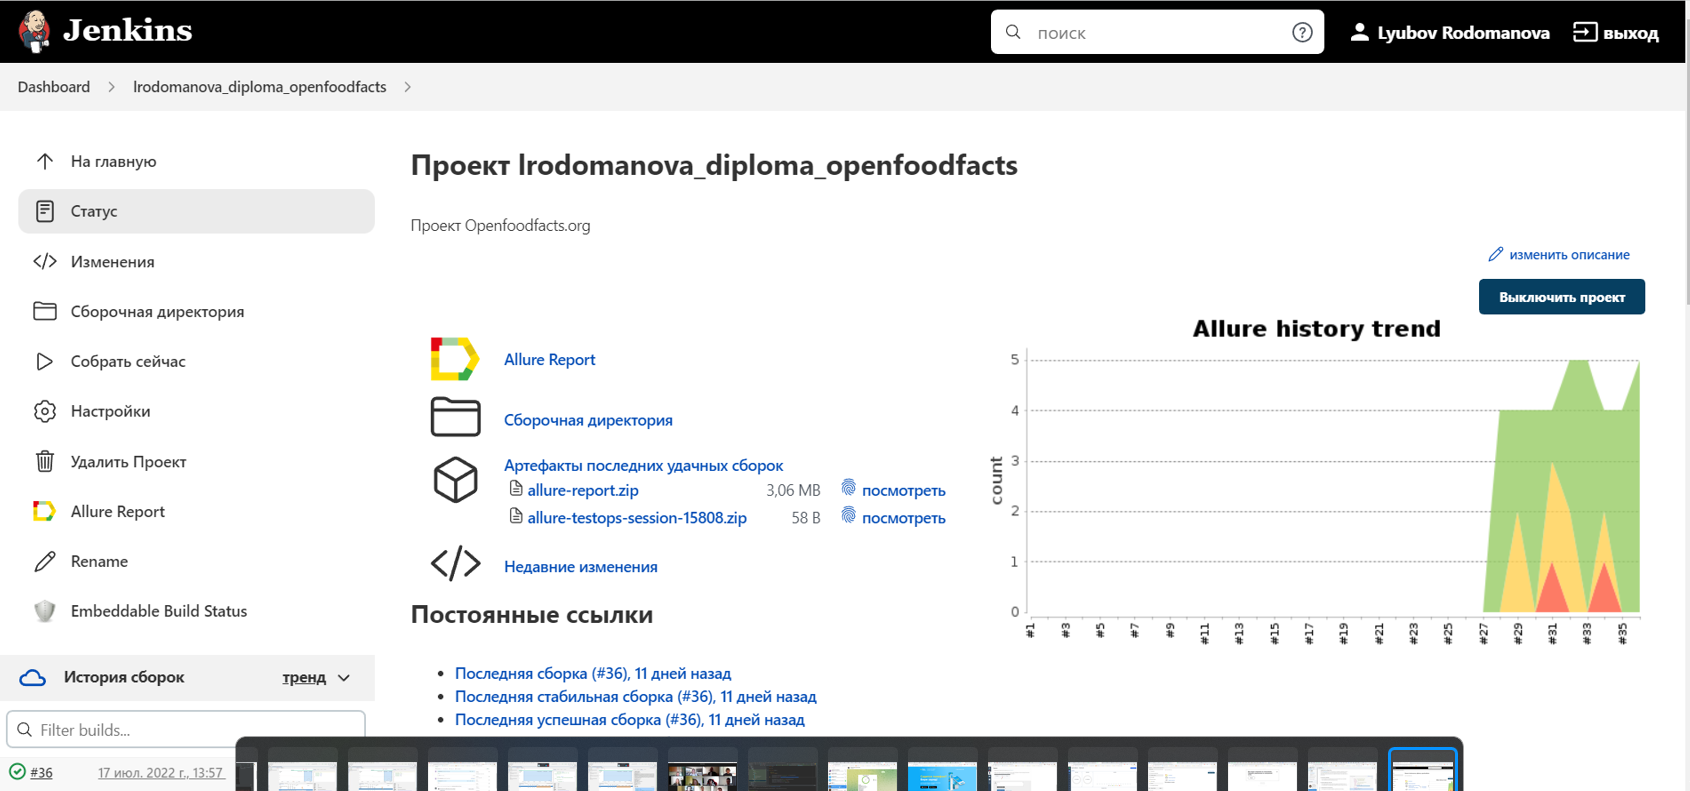 Jenkins
поиск
Lyubov Rodomanova
выход
Dashboard
lrodomanova_diploma_openfoodfacts
На главную
Статус
Изменения
Сборочная директория
Собрать сейчас
Настройки
Удалить Проект
Allure Report
Rename
Embeddable Build Status
История сборок
тренд
Filter builds...
#36
17 июл. 2022 г., 13:57
Проект lrodomanova_diploma_openfoodfacts
Проект Openfoodfacts.org
изменить описание
Выключить проект
Allure Report
Сборочная директория
Артефакты последних удачных сборок
allure-report.zip 3,06 MB посмотреть
allure-testops-session-15808.zip 58 B посмотреть
Недавние изменения
Постоянные ссылки
Последняя сборка (#36), 11 дней назад
Последняя стабильная сборка (#36), 11 дней назад
Последняя успешная сборка (#36), 11 дней назад
Allure history trend
count
5
4
3
2
1
0
#1 #3 #5 #7 #9 #11 #13 #15 #17 #19 #21 #23 #25 #27 #29 #31 #33 #35